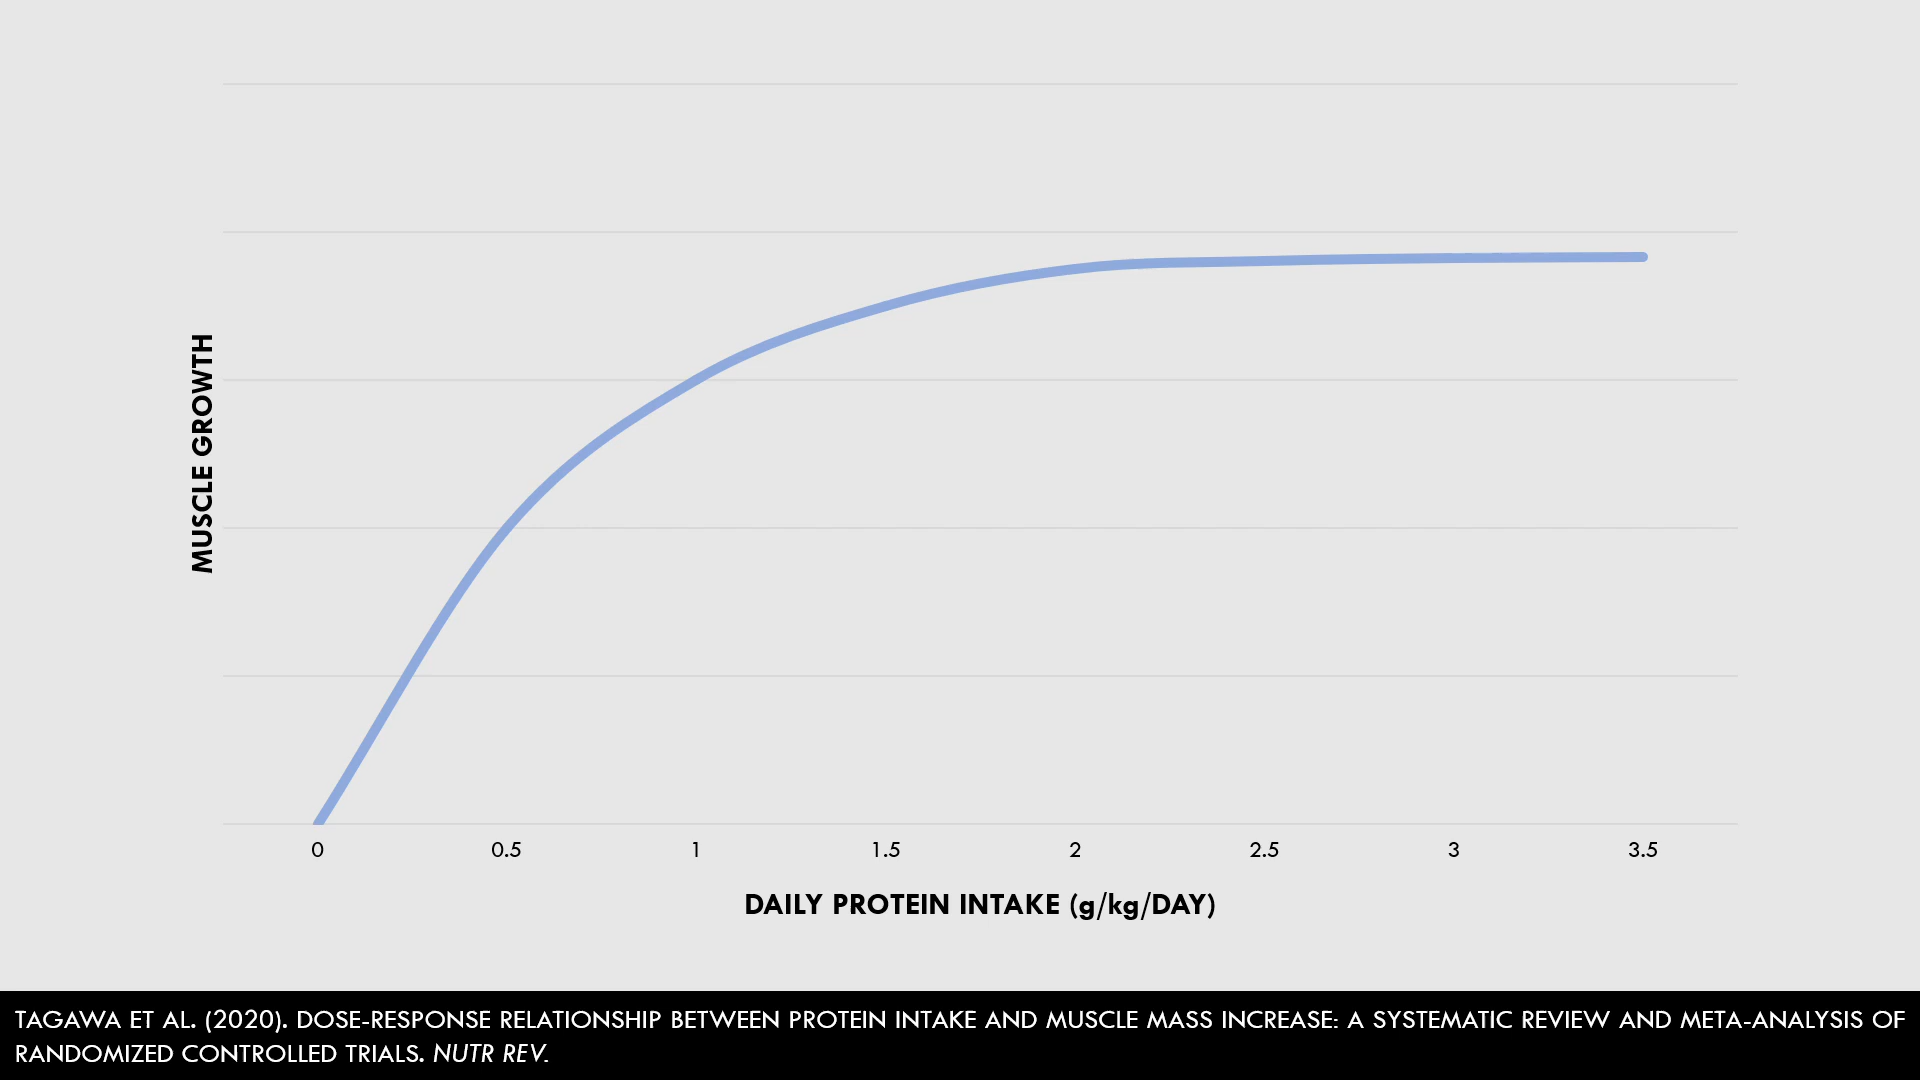 MUSCLE GROWTH
0 0.5 1 1.5 2 2.5 3 3.5
DAILY PROTEIN INTAKE (g/kg/DAY)
TAGAWA ET AL. (2020). DOSE-RESPONSE RELATIONSHIP BETWEEN PROTEIN INTAKE AND MUSCLE MASS INCREASE: A SYSTEMATIC REVIEW AND META-ANALYSIS OF
RANDOMIZED CONTROLLED TRIALS. NUTR REV.